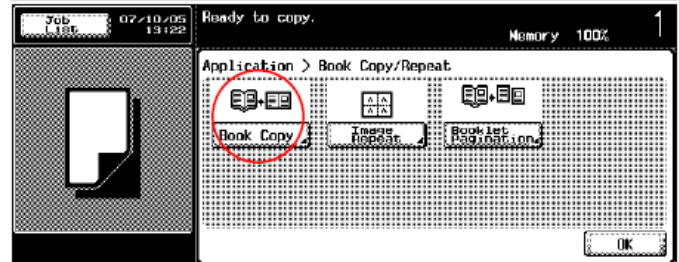 Job List
07/10/05
19:22
Ready to copy.
Memory 100%
1
Application > Book Copy/Repeat
Book Copy
Image Repeat
Booklet Pagination
OK